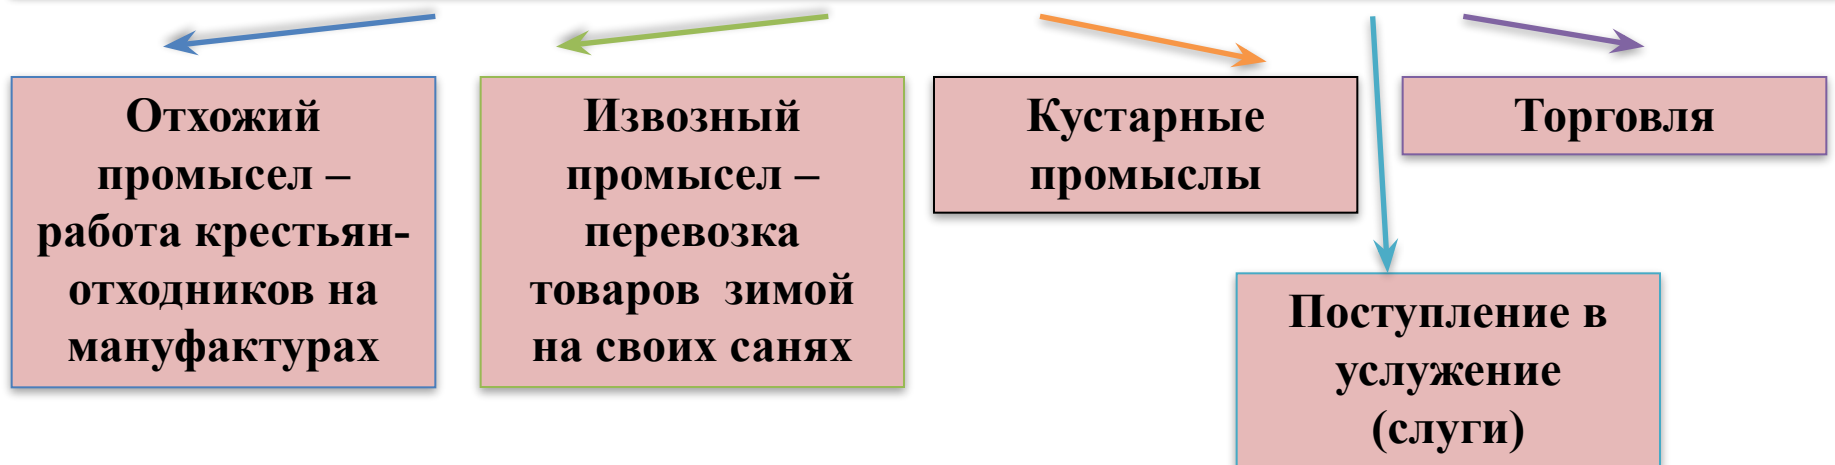 Отхожий
промысел –
работа крестьян-
отходников на
мануфактурах
Извозный
промысел –
перевозка
товаров  зимой
на своих санях
Кустарные
промыслы
Торговля
Поступление в
услужение
(слуги)